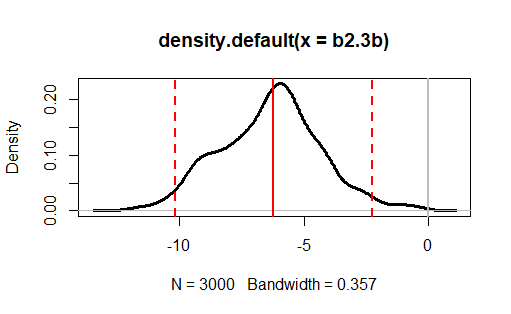 density.default(x = b2.3b)
Density
0.00
0.10
0.20
-10
-5
0
N = 3000   Bandwidth = 0.357